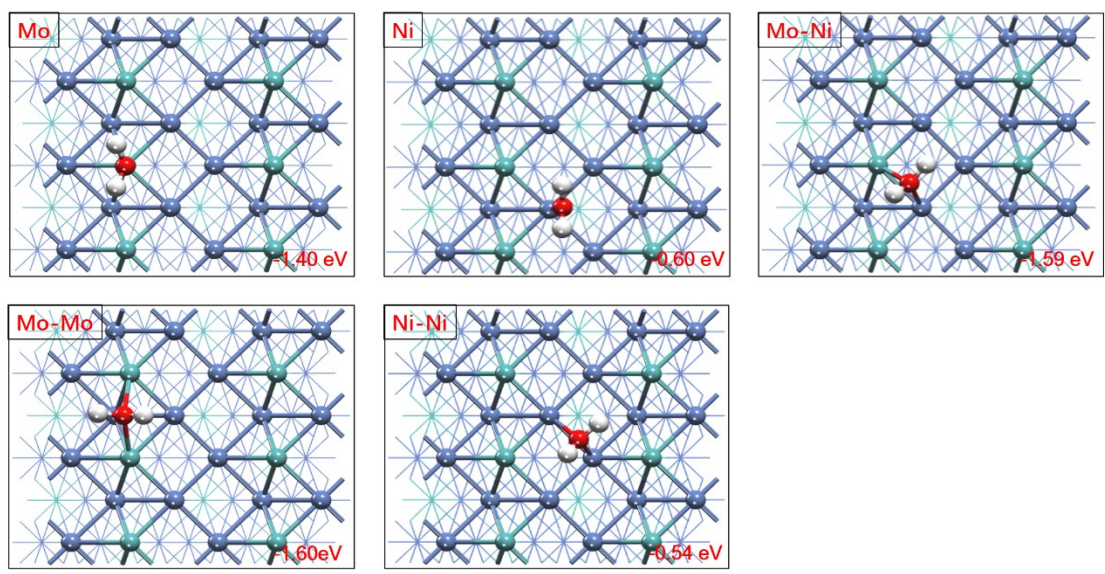 Mo
-1.40 eV
Ni
-0.60 eV
Mo-Ni
-1.59 eV
Mo-Mo
-1.60eV
Ni-Ni
-0.54 eV